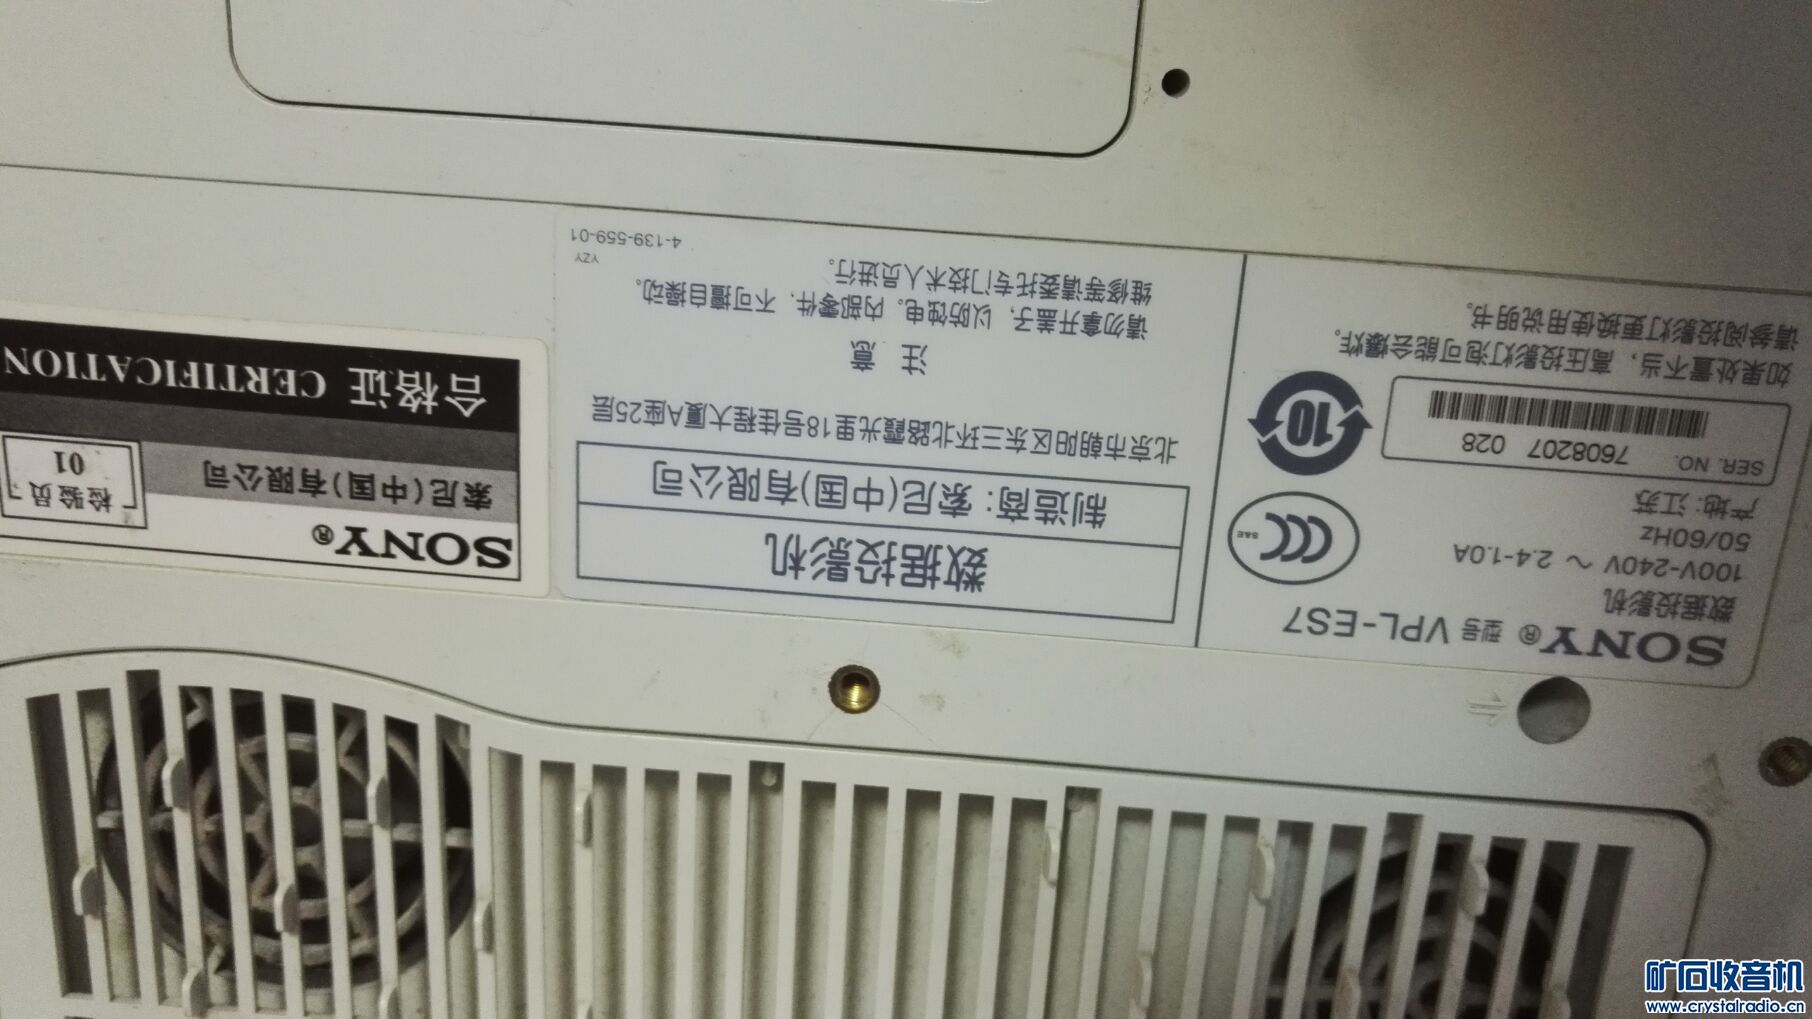 SONY® 型号 VPL-ES7
数据投影机
100V-240V ～ 2.4-1.0A
50/60Hz
产地: 江苏
SER. NO. 7608207 028
CCC S&E
10
如果处置不当，高压投影灯泡可能会爆炸。
请参阅投影灯更换使用说明书。
数据投影机
制造商: 索尼(中国)有限公司
北京市朝阳区东三环北路霞光里18号佳程大厦A座25层
注 意
请勿拿开盖子, 以防蚀电。内部零件, 不可擅自操动。
维修等请委托专门技术人员进行。
YZY
4-139-559-01
SONY®
索尼(中国)有限公司
检验员
01
合格证 CERTIFICATION
矿石收音机
www.crystalradio.cn